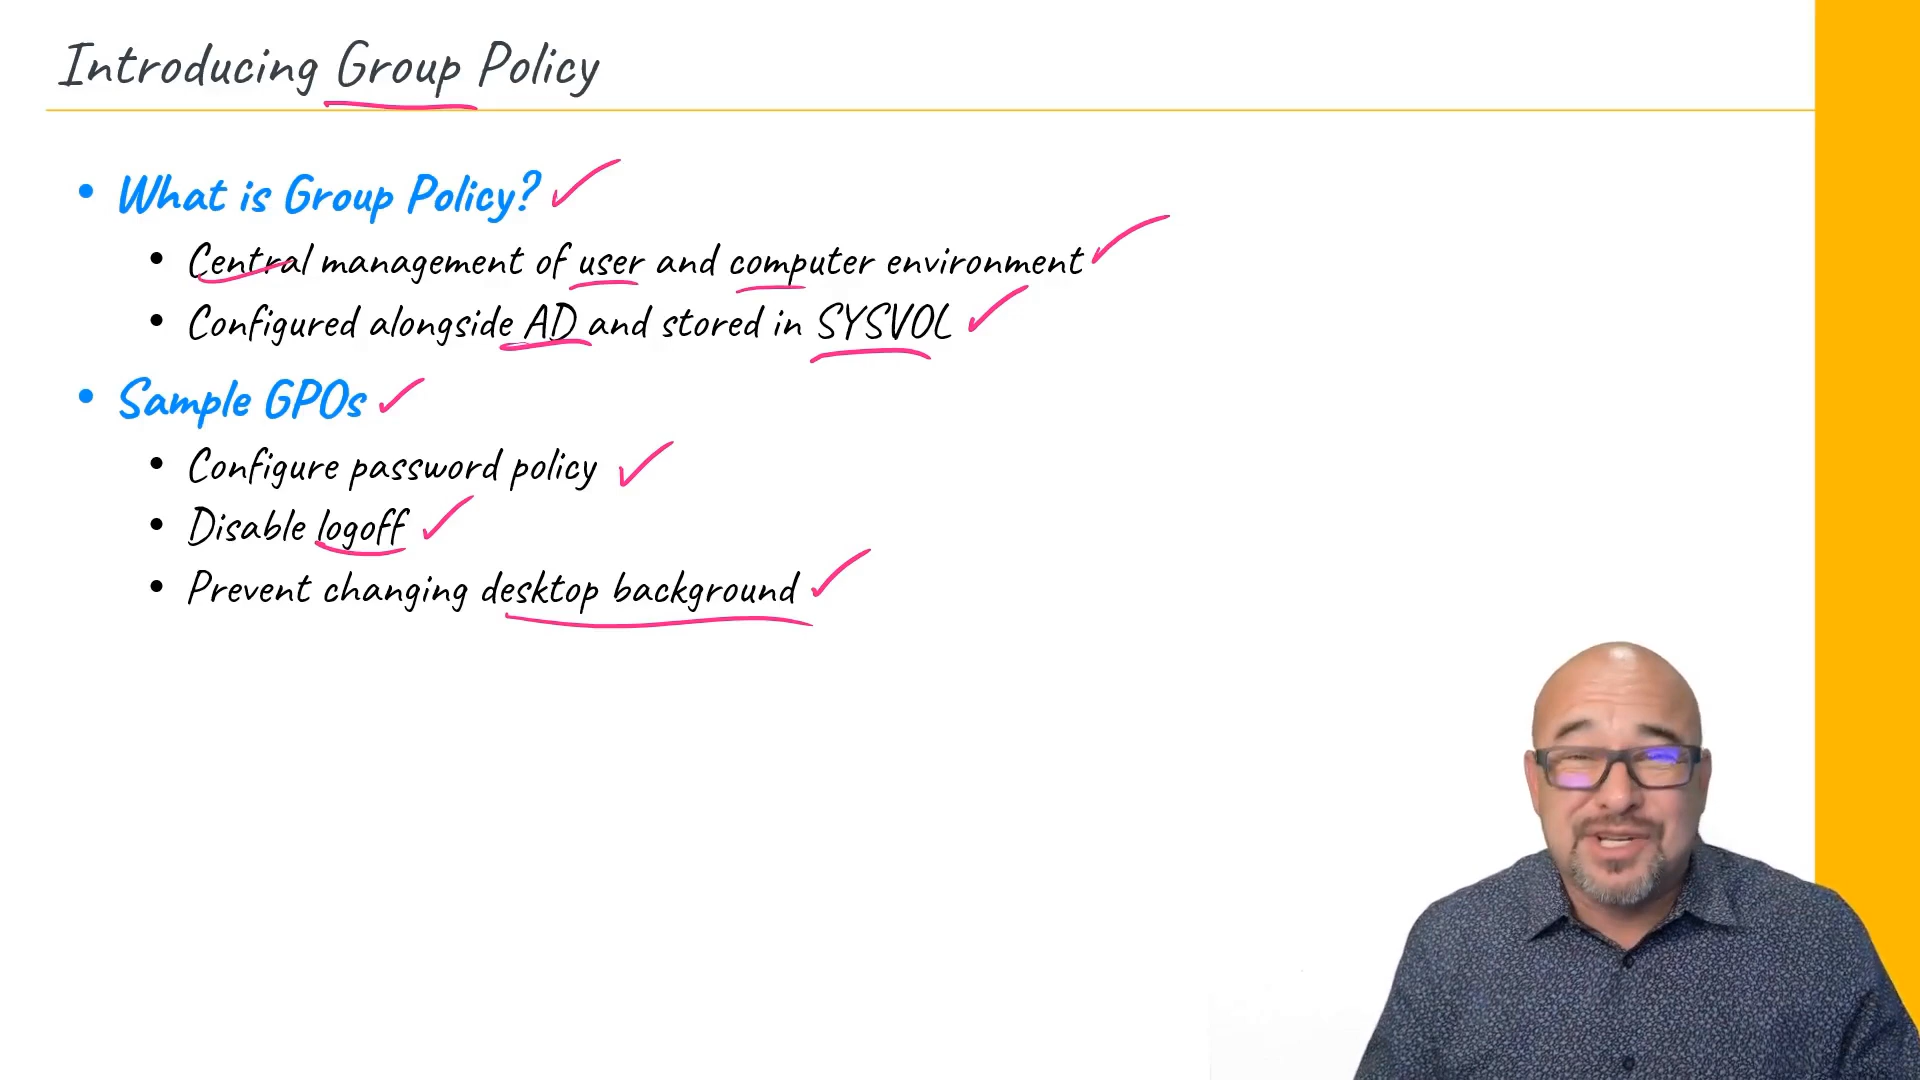 Introducing Group Policy
• What is Group Policy?
• Central management of user and computer environment
• Configured alongside AD and stored in SYSVOL
• Sample GPOs
• Configure password policy
• Disable logoff
• Prevent changing desktop background